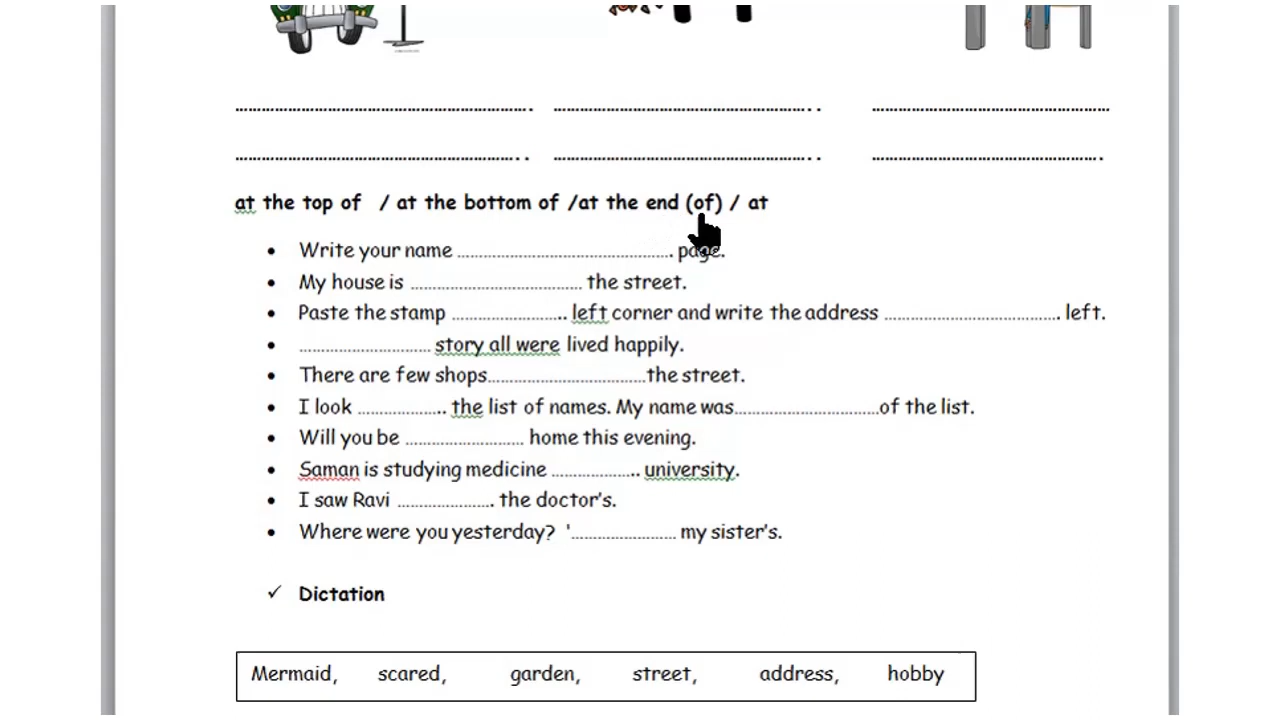 ................................................. .......................................... ........................................
............................................... .......................................... .......................................
at the top of / at the bottom of /at the end (of) / at
• Write your name ....................................... page.
• My house is ................................ the street.
• Paste the stamp ..................... left corner and write the address ................................. left.
• ........................ story all were lived happily.
• There are few shops.............................the street.
• I look ................. the list of names. My name was...........................of the list.
• Will you be ...................... home this evening.
• Saman is studying medicine ................. university.
• I saw Ravi .................. the doctor's.
• Where were you yesterday? '.................... my sister's.
✓ Dictation
Mermaid, scared, garden, street, address, hobby